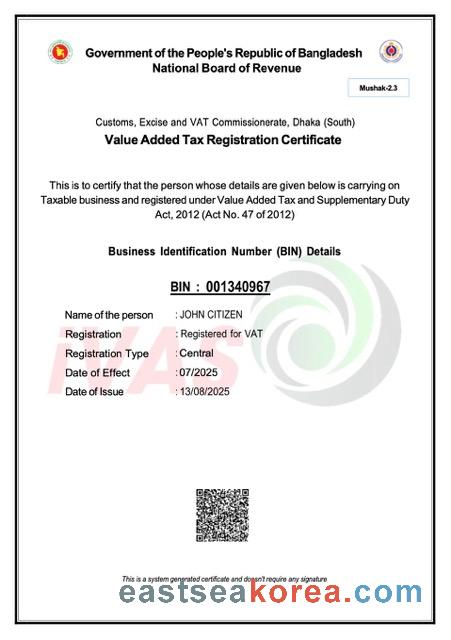 Government of the People's Republic of Bangladesh
National Board of Revenue
Mushak-2.3
Customs, Excise and VAT Commissionerate, Dhaka (South)
Value Added Tax Registration Certificate
This is to certify that the person whose details are given below is carrying on
Taxable business and registered under Value Added Tax and Supplementary Duty
Act, 2012 (Act No. 47 of 2012)
Business Identification Number (BIN) Details
BIN : 001340967
Name of the person : JOHN CITIZEN
Registration : Registered for VAT
Registration Type : Central
Date of Effect : 07/2025
Date of Issue : 13/08/2025
iVAS
This is a system generated certificate and doesn't require any signature
eastseakorea.com